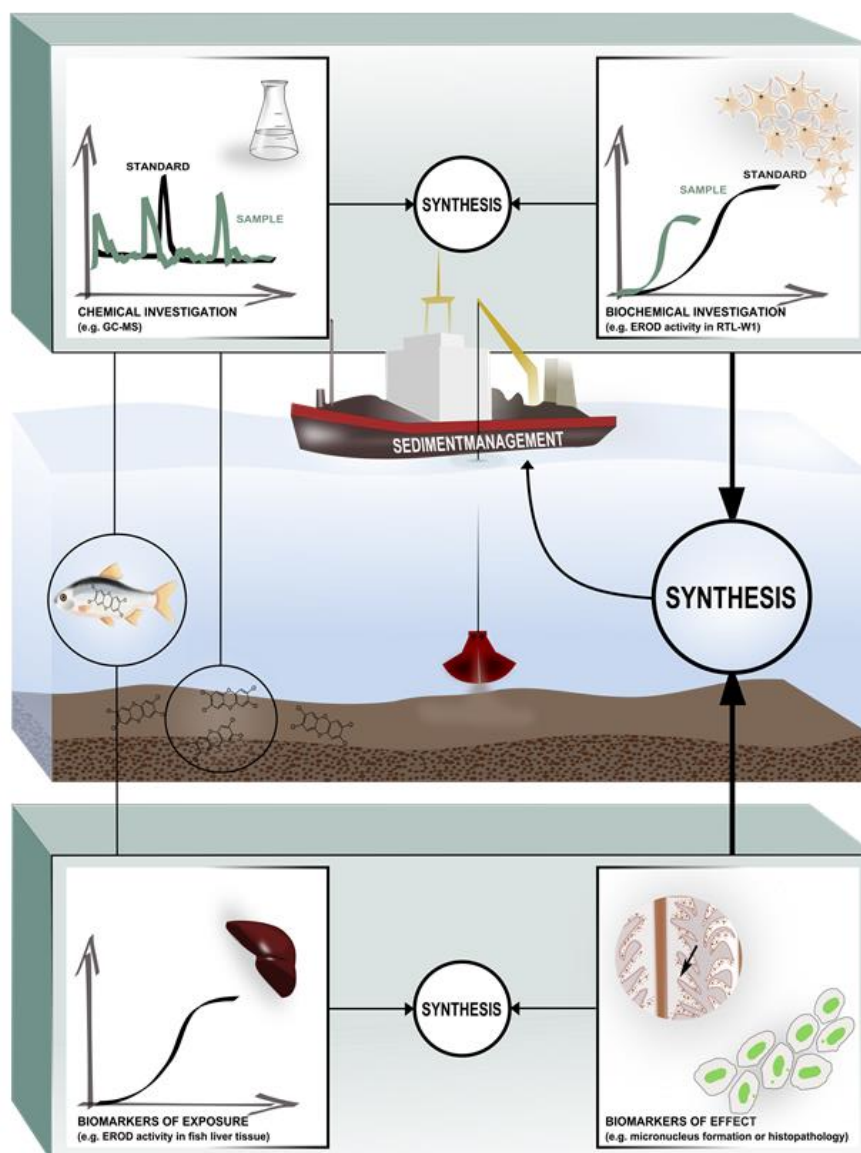 STANDARD
SAMPLE
CHEMICAL INVESTIGATION
(e.g. GC-MS)
SYNTHESIS
SAMPLE
STANDARD
BIOCHEMICAL INVESTIGATION
(e.g. EROD activity in RTL-W1)
SEDIMENTMANAGEMENT
SYNTHESIS
BIOMARKERS OF EXPOSURE
(e.g. EROD activity in fish liver tissue)
SYNTHESIS
BIOMARKERS OF EFFECT
(e.g. micronucleus formation or histopathology)